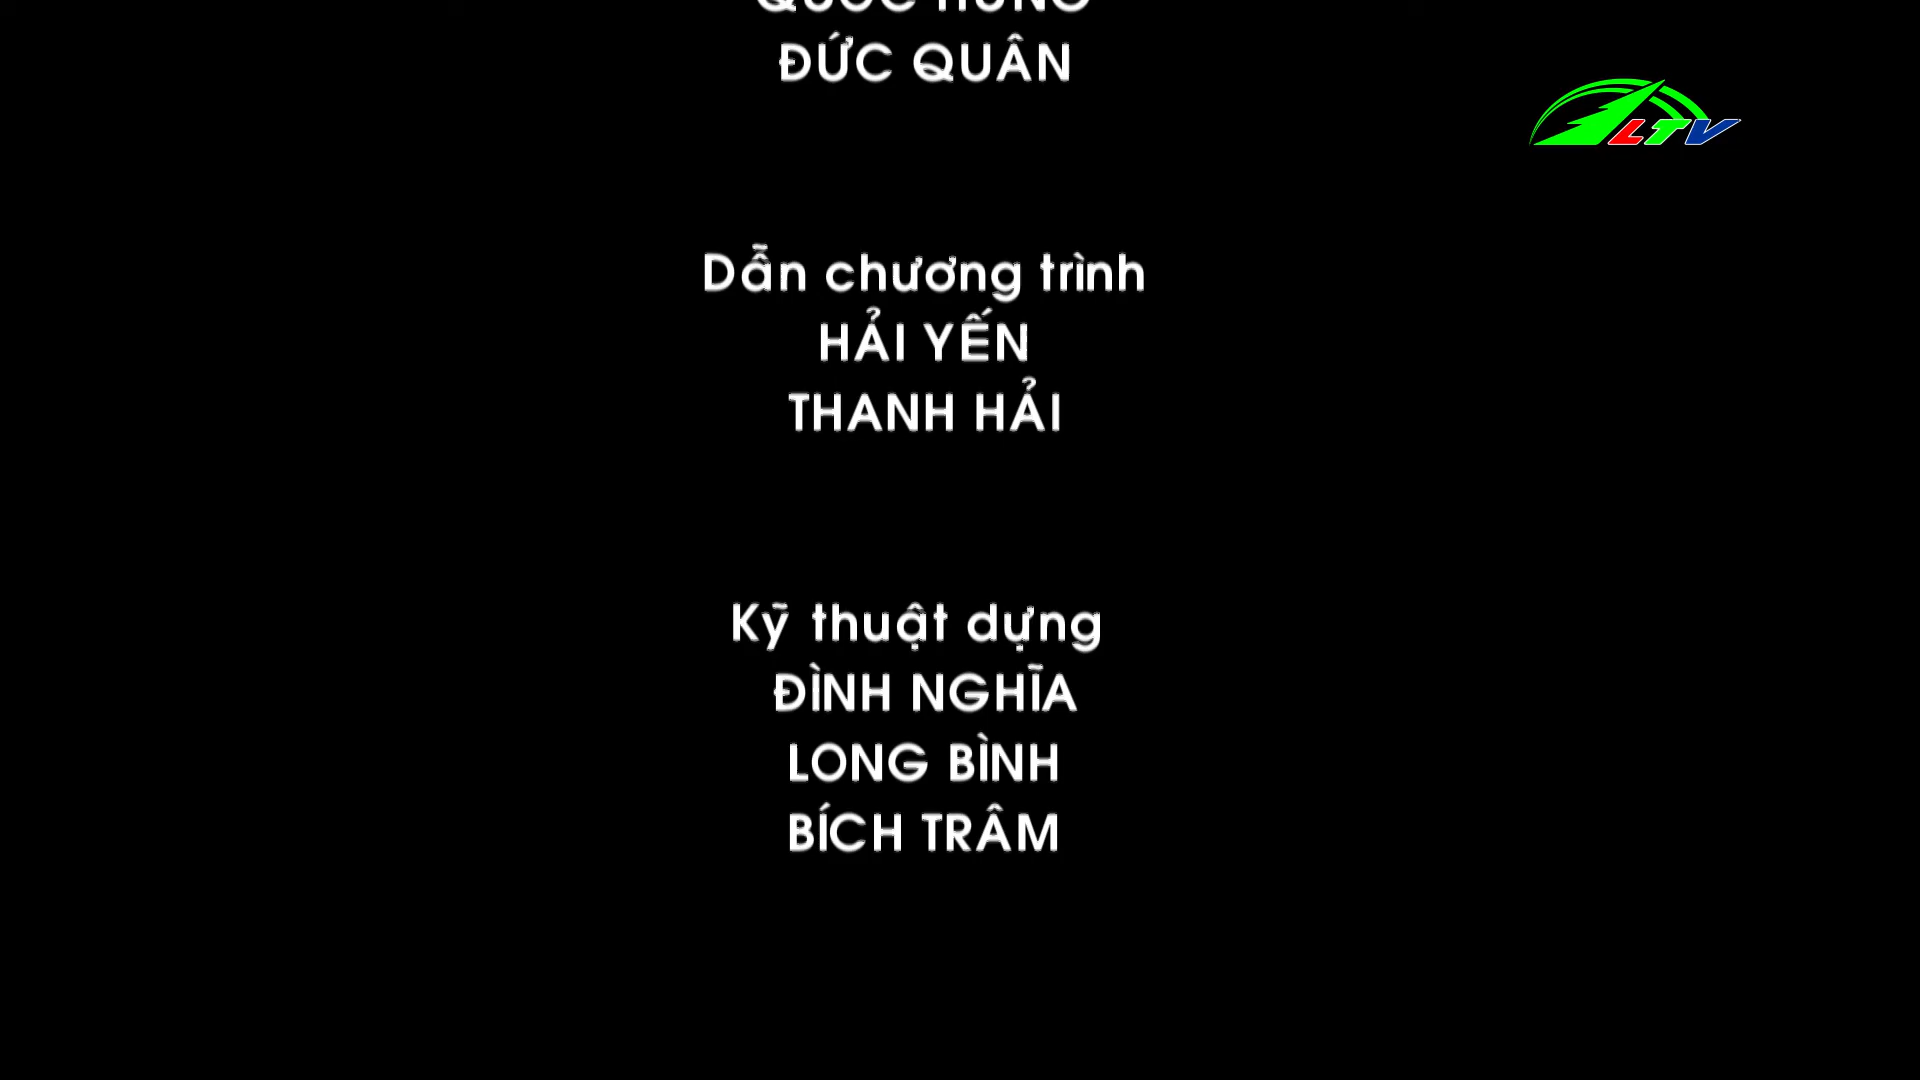 ĐỨC QUÂN
LTV
Dẫn chương trình
HẢI YẾN
THANH HẢI
Kỹ thuật dựng
ĐÌNH NGHĨA
LONG BÌNH
BÍCH TRÂM